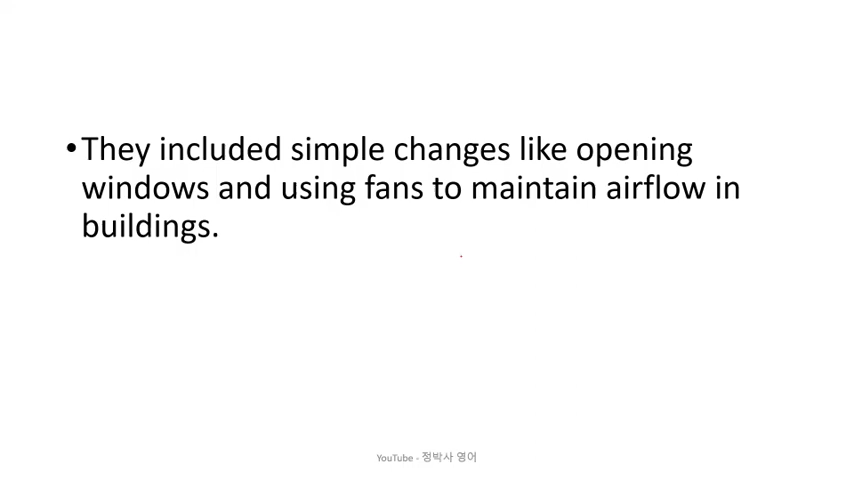 •They included simple changes like opening
windows and using fans to maintain airflow in
buildings.
YouTube - 정박사 영어